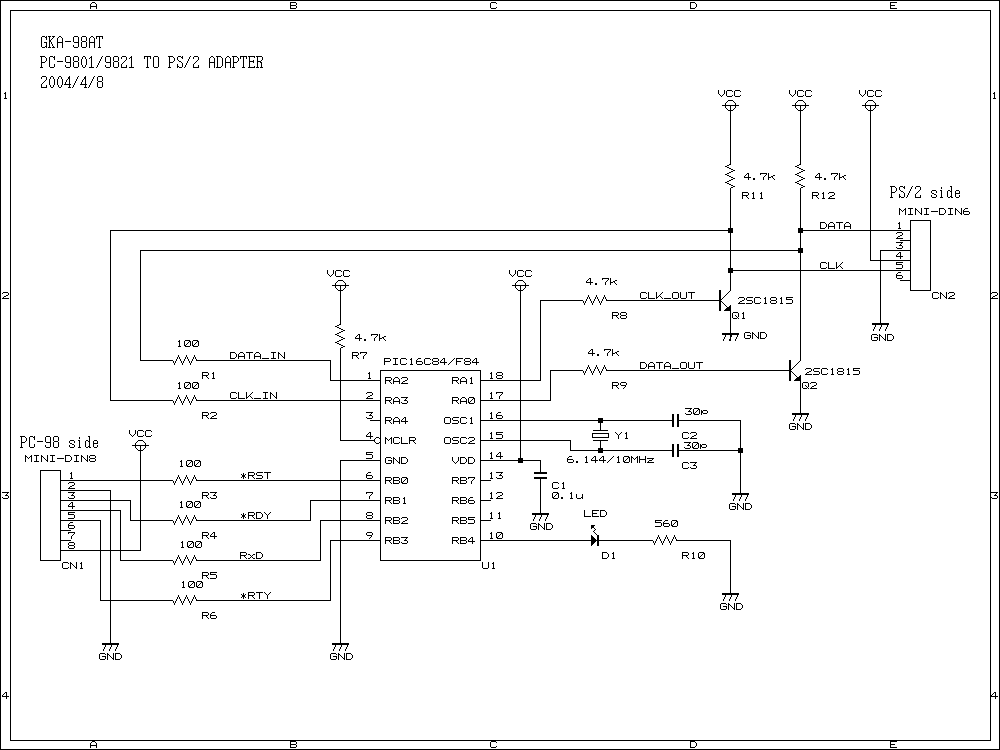 A B C D E
GKA-98AT
PC-9801/9821 TO PS/2 ADAPTER
2004/4/8
1 1
VCC VCC VCC
4.7k 4.7k
R11 R12
PS/2 side
MINI-DIN6
DATA 1
2
3
4
CLK 5
6
CN2
2 2
VCC VCC
4.7k
R8
CLK_OUT
2SC1815
Q1
GND
GND
4.7k
R7
100
R1
DATA_IN
100
R2
CLK_IN
PIC16C84/F84
1 RA2 RA1 18
2 RA3 RA0 17
3 RA4 OSC1 16
4 MCLR OSC2 15
5 GND VDD 14
6 RB0 RB7 13
7 RB1 RB6 12
8 RB2 RB5 11
9 RB3 RB4 10
U1
4.7k
R9
DATA_OUT
2SC1815
Q2
GND
30p
C2
30p
C3
Y1
6.144/10MHz
GND
C1
0.1u
GND
PC-98 side
MINI-DIN8
VCC
1
2
3
4
5
6
7
8
CN1
3 3
100
R3
*RST
100
R4
*RDY
100
R5
RxD
100
R6
*RTY
LED
D1
560
R10
GND
GND GND
4 4
A B C D E